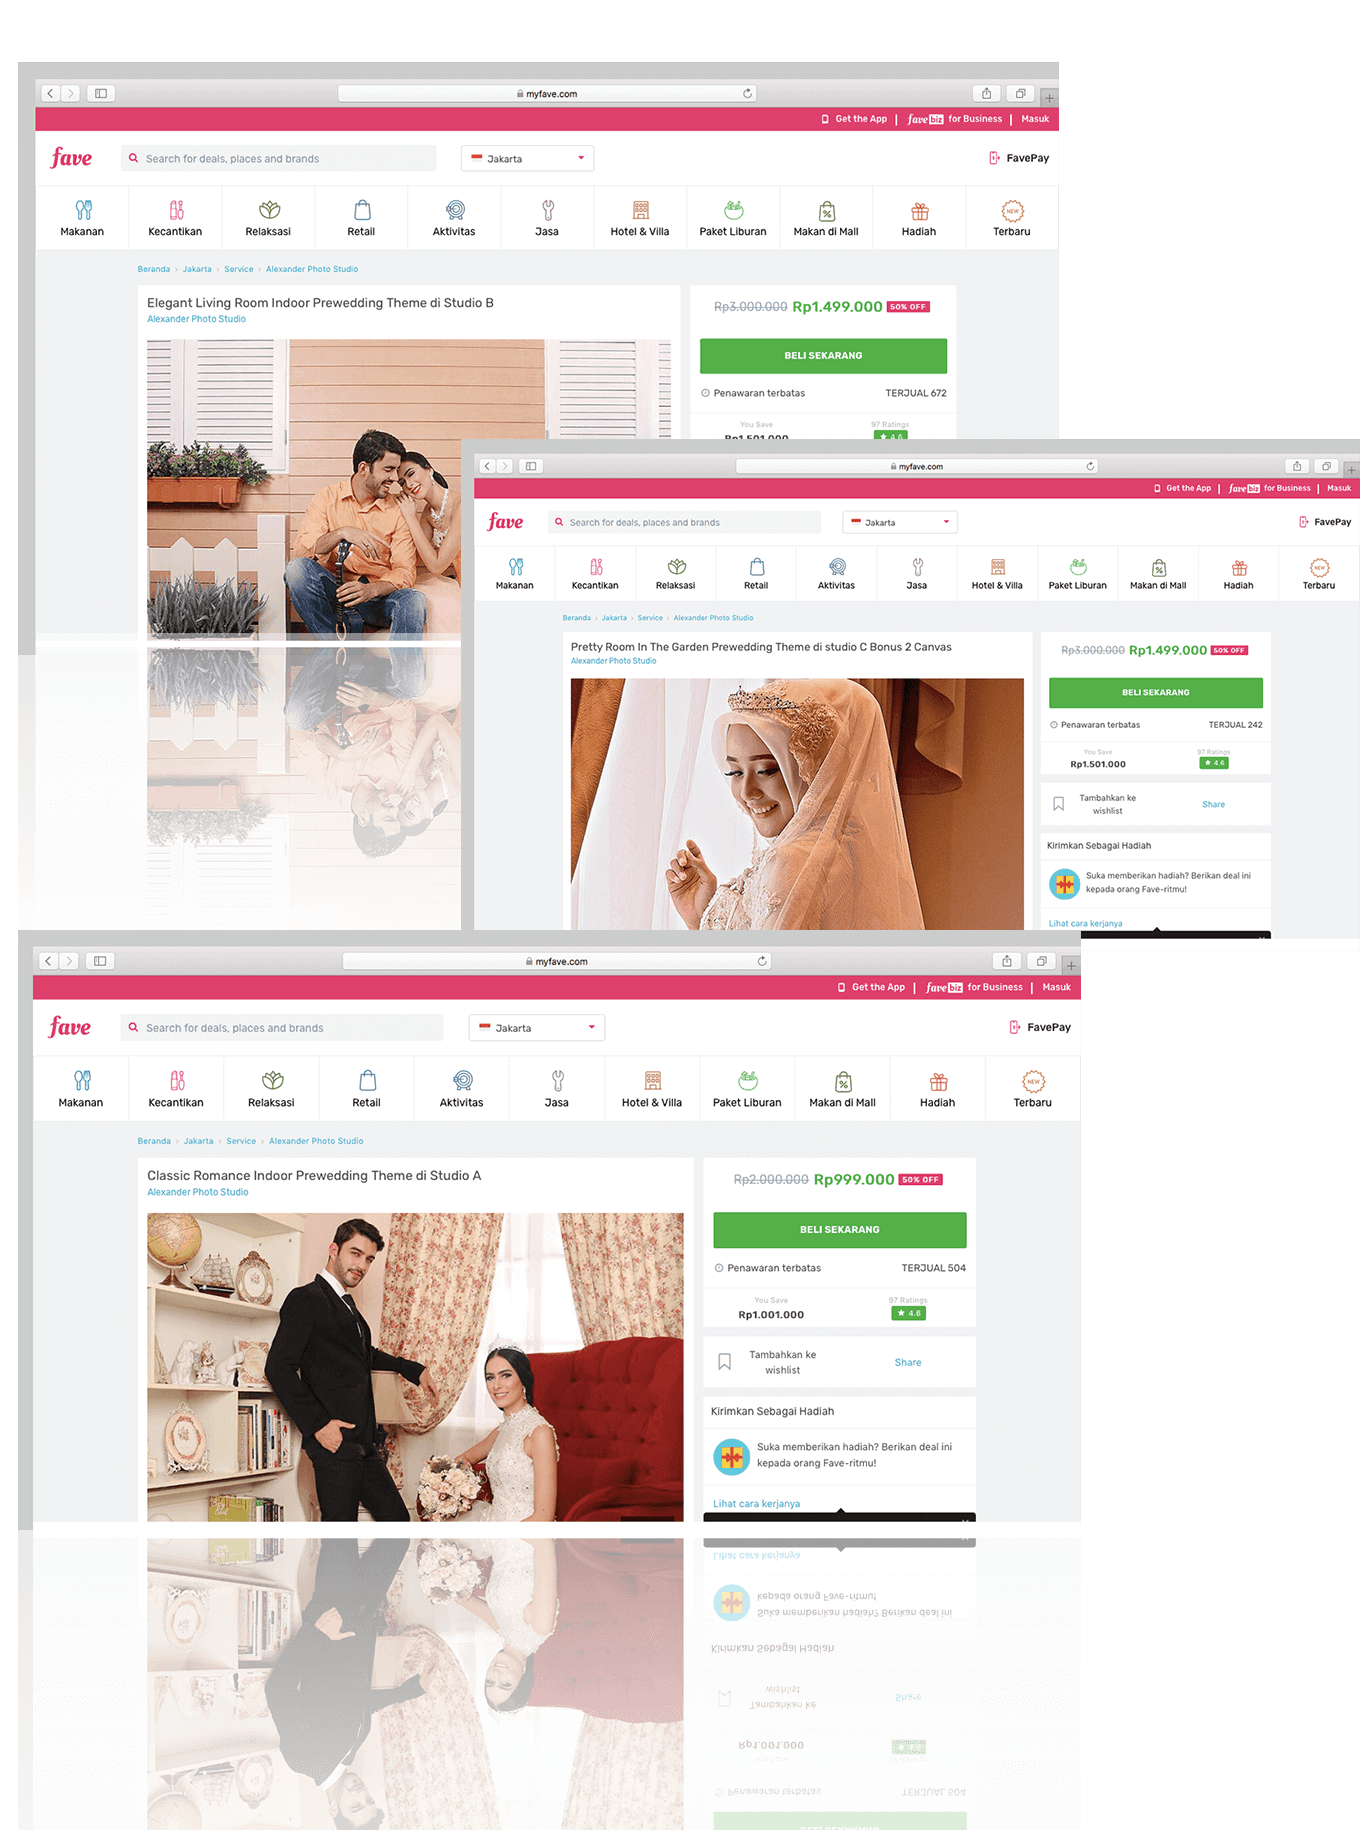 myfave.com
Get the App | fave biz for Business | Masuk
fave
Search for deals, places and brands
Jakarta
FavePay
Makanan
Kecantikan
Relaksasi
Retail
Aktivitas
Jasa
Hotel & Villa
Paket Liburan
Makan di Mall
Hadiah
NEW
Terbaru
Beranda › Jakarta › Service › Alexander Photo Studio
Elegant Living Room Indoor Prewedding Theme di Studio B
Alexander Photo Studio
Rp3.000.000 Rp1.499.000 50% OFF
BELI SEKARANG
Penawaran terbatas
TERJUAL 672
You Save
97 Ratings
Rp1.501.000
myfave.com
Get the App | fave biz for Business | Masuk
fave
Search for deals, places and brands
Jakarta
FavePay
Makanan
Kecantikan
Relaksasi
Retail
Aktivitas
Jasa
Hotel & Villa
Paket Liburan
Makan di Mall
Hadiah
NEW
Terbaru
Beranda › Jakarta › Service › Alexander Photo Studio
Pretty Room In The Garden Prewedding Theme di studio C Bonus 2 Canvas
Alexander Photo Studio
Rp3.000.000 Rp1.499.000 50% OFF
BELI SEKARANG
Penawaran terbatas
TERJUAL 242
You Save
97 Ratings
Rp1.501.000
★ 4.6
Tambahkan ke
wishlist
Share
Kirimkan Sebagai Hadiah
Suka memberikan hadiah? Berikan deal ini
kepada orang Fave-ritmu!
Lihat cara kerjanya
myfave.com
Get the App | fave biz for Business | Masuk
fave
Search for deals, places and brands
Jakarta
FavePay
Makanan
Kecantikan
Relaksasi
Retail
Aktivitas
Jasa
Hotel & Villa
Paket Liburan
Makan di Mall
Hadiah
NEW
Terbaru
Beranda › Jakarta › Service › Alexander Photo Studio
Classic Romance Indoor Prewedding Theme di Studio A
Alexander Photo Studio
Rp2.000.000 Rp999.000 50% OFF
BELI SEKARANG
Penawaran terbatas
TERJUAL 504
You Save
97 Ratings
Rp1.001.000
★ 4.6
Tambahkan ke
wishlist
Share
Kirimkan Sebagai Hadiah
Suka memberikan hadiah? Berikan deal ini
kepada orang Fave-ritmu!
Lihat cara kerjanya